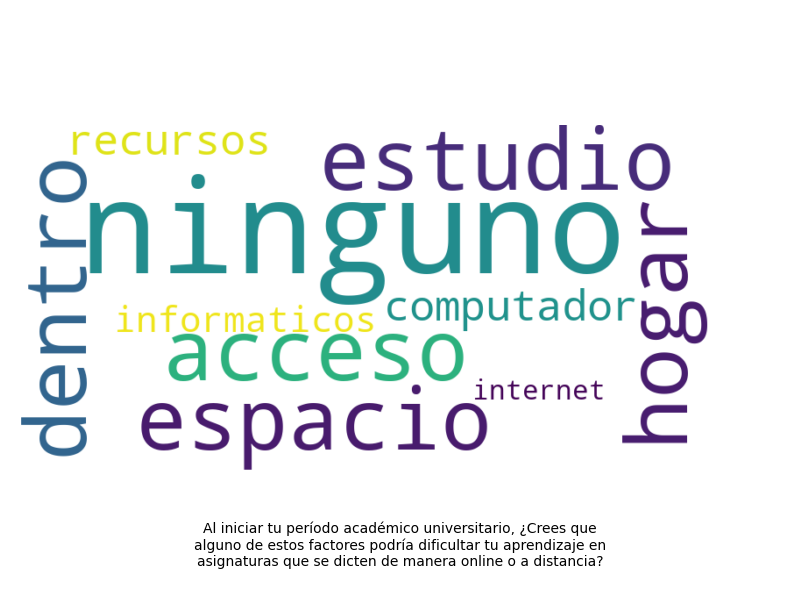 recursos
estudio
dentro
ninguno
hogar
informaticos
computador
acceso
internet
espacio
Al iniciar tu período académico universitario, ¿Crees que
alguno de estos factores podría dificultar tu aprendizaje en
asignaturas que se dicten de manera online o a distancia?